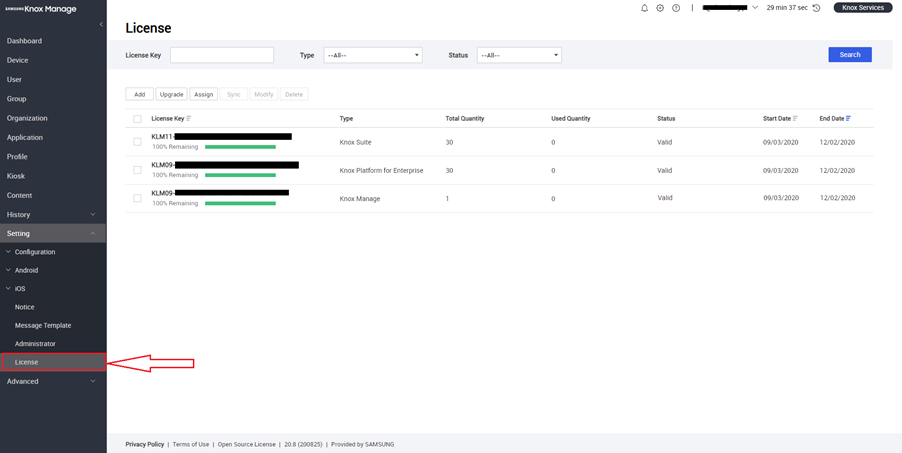 SAMSUNG Knox Manage
29 min 37 sec
Knox Services
Dashboard
Device
User
Group
Organization
Application
Profile
Kiosk
Content
History
Setting
Configuration
Android
iOS
Notice
Message Template
Administrator
License
Advanced
License
License Key Type --All-- Status --All-- Search
Add Upgrade Assign Sync Modify Delete
License Key Type Total Quantity Used Quantity Status Start Date End Date
KLM11-
100% Remaining
Knox Suite 30 0 Valid 09/03/2020 12/02/2020
KLM09-
100% Remaining
Knox Platform for Enterprise 30 0 Valid 09/03/2020 12/02/2020
KLM09-
100% Remaining
Knox Manage 1 0 Valid 09/03/2020 12/02/2020
Privacy Policy | Terms of Use | Open Source License | 20.8 (200825) | Provided by SAMSUNG